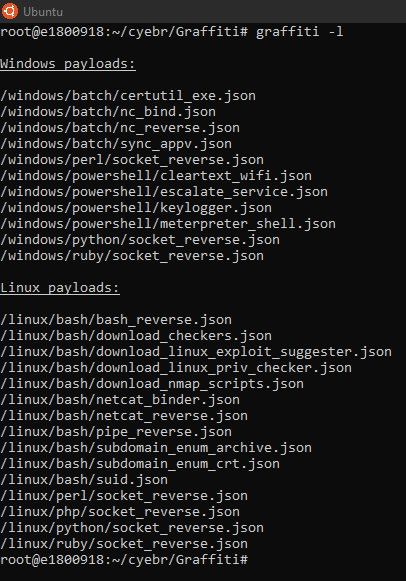 Ubuntu
root@e1800918:~/cyebr/Graffiti# graffiti -l
Windows payloads:
/windows/batch/certutil_exe.json
/windows/batch/nc_bind.json
/windows/batch/nc_reverse.json
/windows/batch/sync_appv.json
/windows/perl/socket_reverse.json
/windows/powershell/cleartext_wifi.json
/windows/powershell/escalate_service.json
/windows/powershell/keylogger.json
/windows/powershell/meterpreter_shell.json
/windows/python/socket_reverse.json
/windows/ruby/socket_reverse.json
Linux payloads:
/linux/bash/bash_reverse.json
/linux/bash/download_checkers.json
/linux/bash/download_linux_exploit_suggester.json
/linux/bash/download_linux_priv_checker.json
/linux/bash/download_nmap_scripts.json
/linux/bash/netcat_binder.json
/linux/bash/netcat_reverse.json
/linux/bash/pipe_reverse.json
/linux/bash/subdomain_enum_archive.json
/linux/bash/subdomain_enum_crt.json
/linux/bash/suid.json
/linux/perl/socket_reverse.json
/linux/php/socket_reverse.json
/linux/python/socket_reverse.json
/linux/ruby/socket_reverse.json
root@e1800918:~/cyebr/Graffiti#